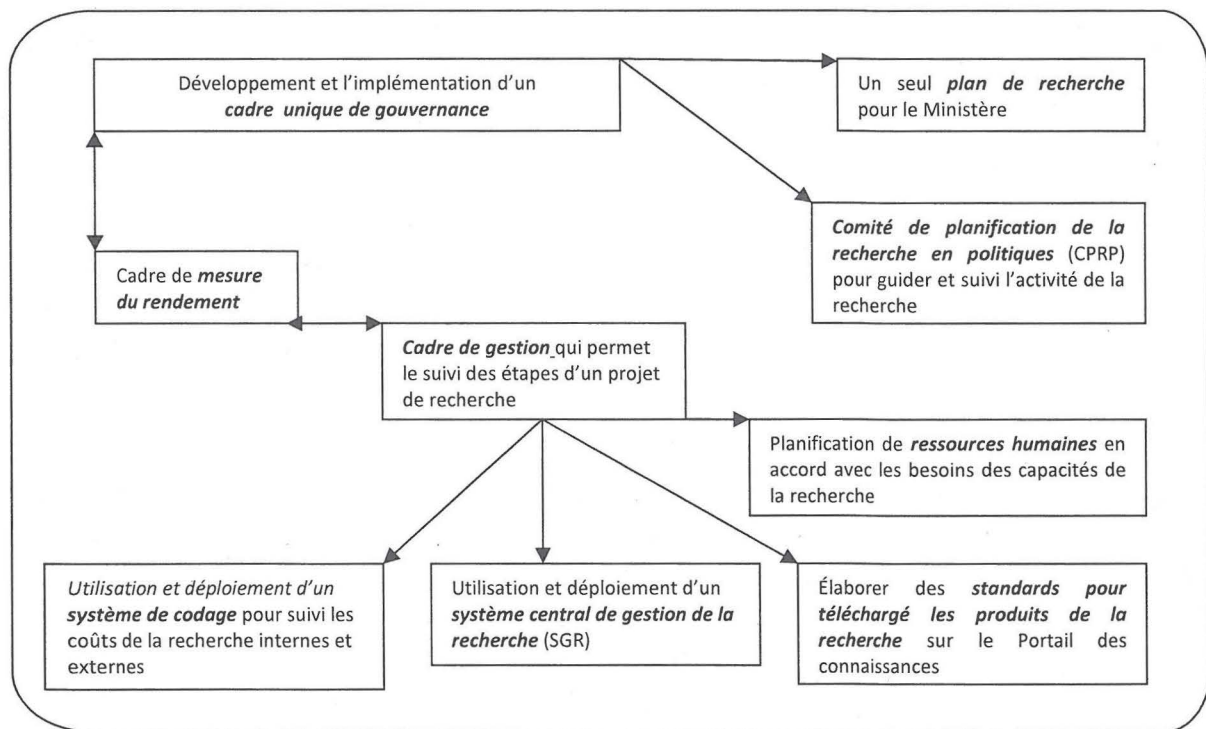 Développement et l'implémentation d'un
cadre unique de gouvernance
Un seul plan de recherche
pour le Ministère
Comité de planification de la
recherche en politiques (CPRP)
pour guider et suivi l'activité de la
recherche
Cadre de mesure
du rendement
Cadre de gestion qui permet
le suivi des étapes d'un projet
de recherche
Planification de ressources humaines en
accord avec les besoins des capacités de
la recherche
Utilisation et déploiement d'un
système de codage pour suivi les
coûts de la recherche internes et
externes
Utilisation et déploiement d'un
système central de gestion de la
recherche (SGR)
Élaborer des standards pour
téléchargé les produits de la
recherche sur le Portail des
connaissances